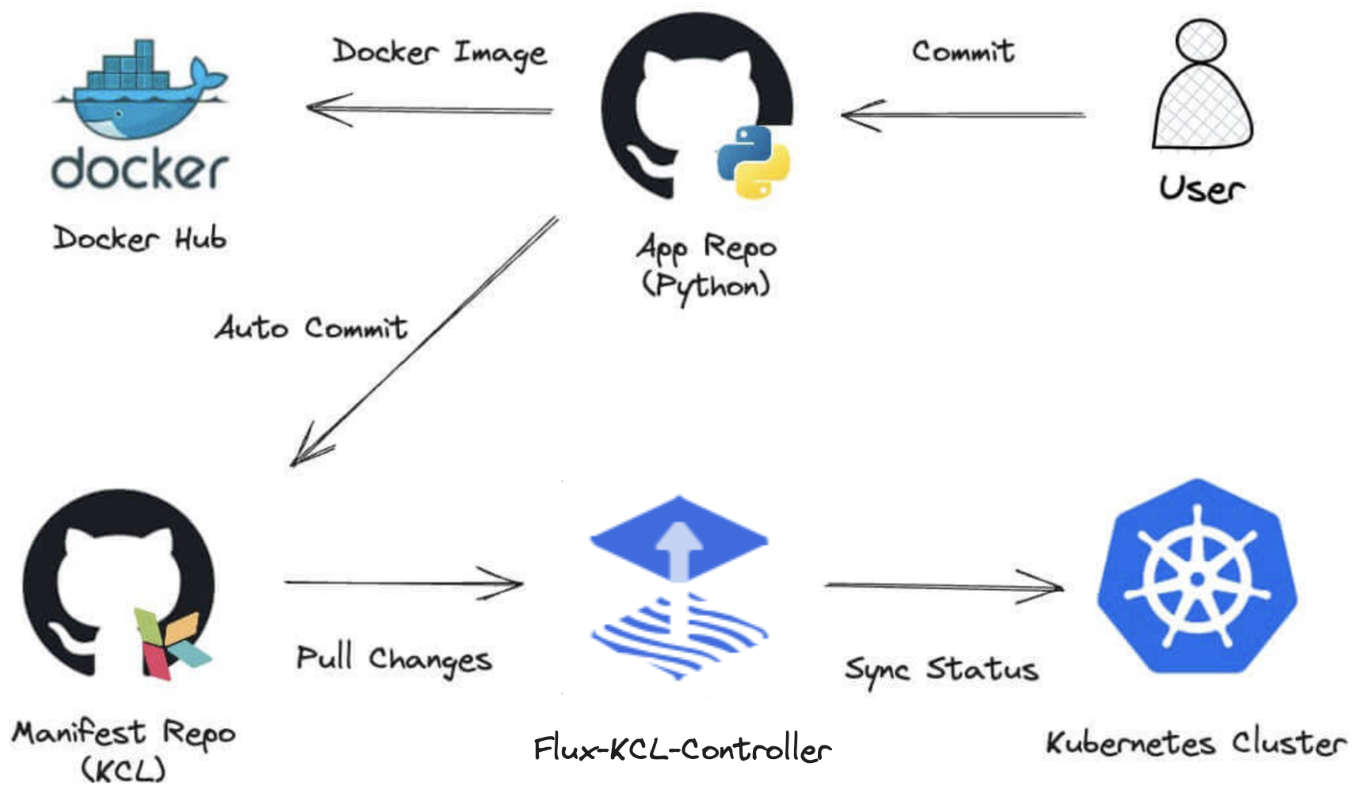 Docker Image
Commit
docker
Docker Hub
User
App Repo
(Python)
Auto Commit
Pull Changes
Sync Status
Manifest Repo
(KCL)
Flux-KCL-Controller
Kubernetes Cluster